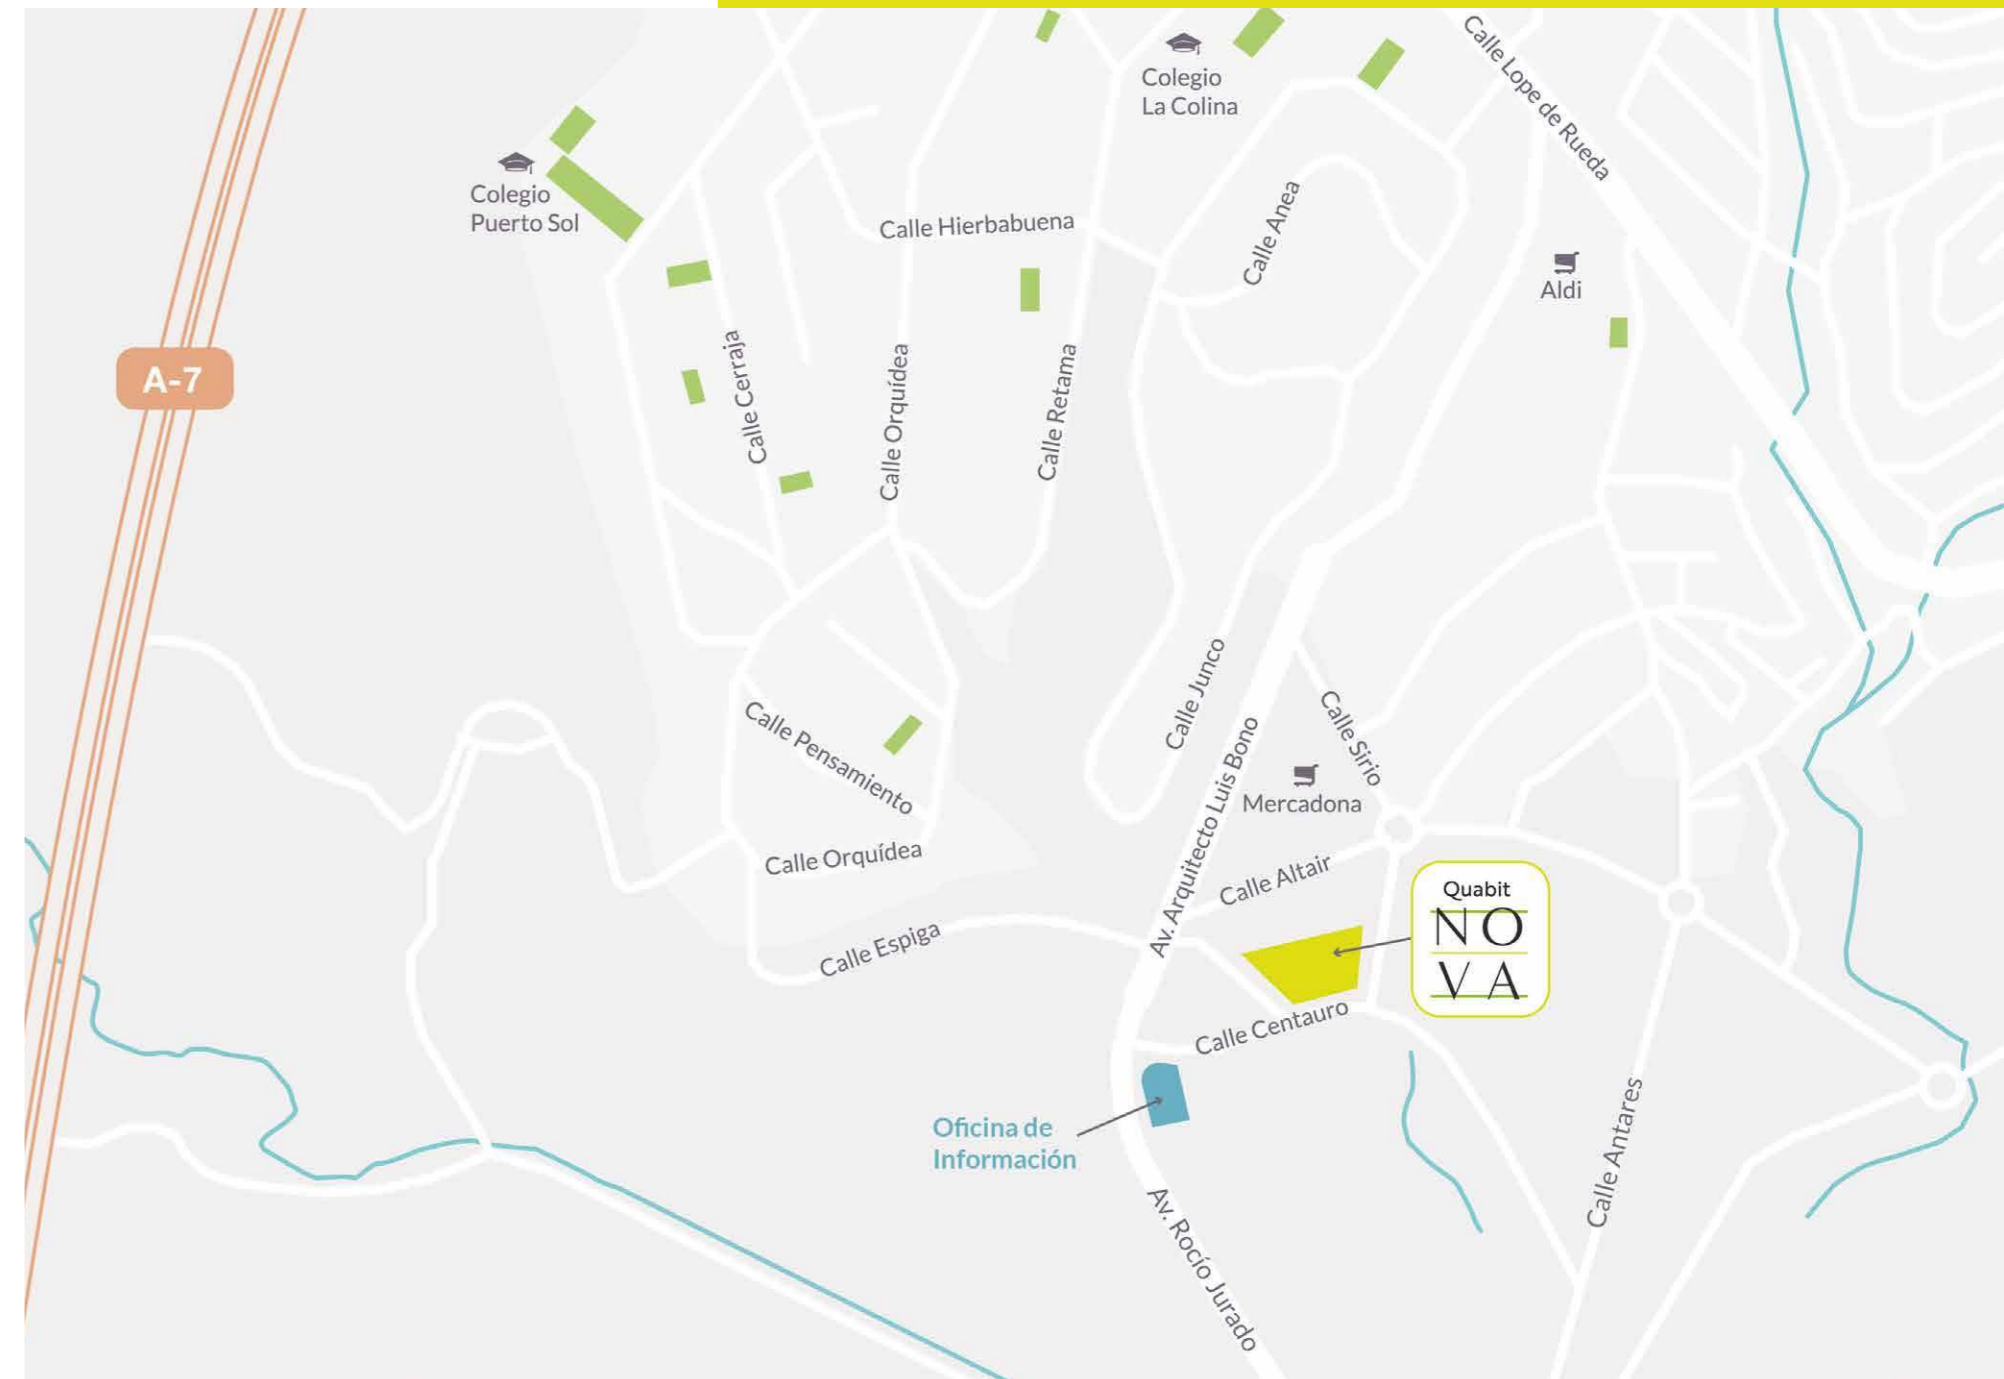 Calle Lope de Rueda
Colegio
La Colina
Colegio
Puerto Sol
Calle Hierbabuena
Calle Anea
Aldi
A-7
Calle Cerraja
Calle Orquídea
Calle Retama
Calle Junco
Calle Pensamiento
Av. Arquitecto Luis Bono
Calle Sirio
Mercadona
Calle Orquídea
Calle Altair
Quabit
NO
VA
Calle Espiga
Calle Centauro
Oficina de
Información
Calle Antares
Av. Rocío Jurado